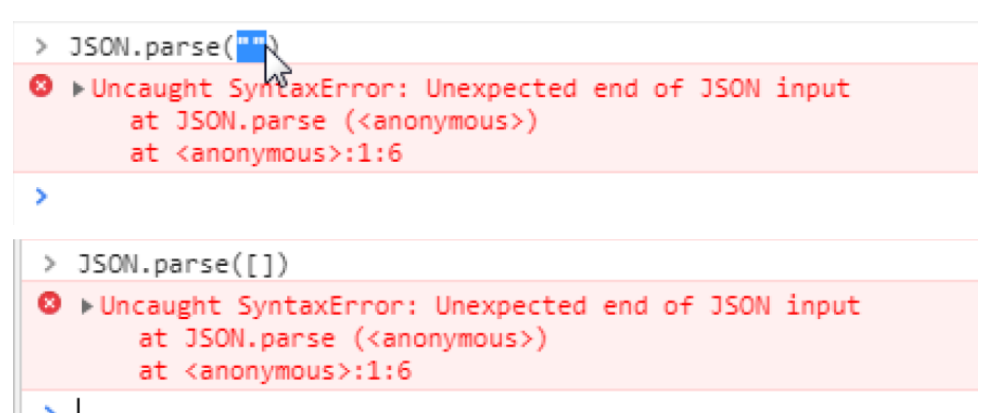 > JSON.parse("")
Uncaught SyntaxError: Unexpected end of JSON input
at JSON.parse (<anonymous>)
at <anonymous>:1:6
>
> JSON.parse([])
Uncaught SyntaxError: Unexpected end of JSON input
at JSON.parse (<anonymous>)
at <anonymous>:1:6
>